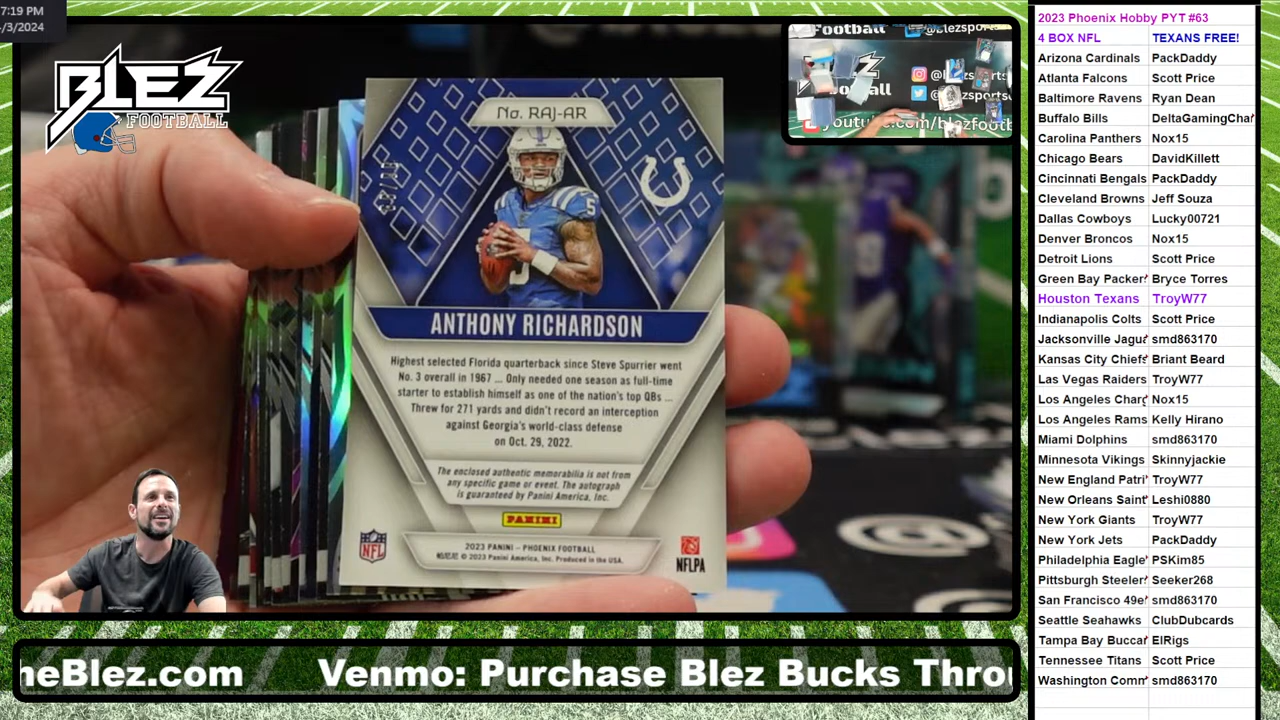 7:19 PM
/3/2024
BLEZ
FOOTBALL
Football
@Blezspor
@blezsports
@blezsports
youtube.com/blezfootb
No. RAJ-AR
5
ANTHONY RICHARDSON
Highest selected Florida quarterback since Steve Spurrier went
No. 3 overall in 1967 ... Only needed one season as full-time
starter to establish himself as one of the nation's top QBs ...
Threw for 271 yards and didn't record an interception
against Georgia's world-class defense
on Oct. 29, 2022.
The enclosed authentic memorabilia is not from
any specific game or event. The autograph
is guaranteed by Panini America, Inc.
PANINI
NFL
2023 PANINI – PHOENIX FOOTBALL
© 2023 Panini America, Inc. Produced in the USA.
NFLPA
heBlez.com Venmo: Purchase Blez Bucks Thro
2023 Phoenix Hobby PYT #63
4 BOX NFL TEXANS FREE!
Arizona Cardinals PackDaddy
Atlanta Falcons Scott Price
Baltimore Ravens Ryan Dean
Buffalo Bills DeltaGamingCha
Carolina Panthers Nox15
Chicago Bears DavidKillett
Cincinnati Bengals PackDaddy
Cleveland Browns Jeff Souza
Dallas Cowboys Lucky00721
Denver Broncos Nox15
Detroit Lions Scott Price
Green Bay Packer Bryce Torres
Houston Texans TroyW77
Indianapolis Colts Scott Price
Jacksonville Jagu smd863170
Kansas City Chief Briant Beard
Las Vegas Raiders TroyW77
Los Angeles Char Nox15
Los Angeles Rams Kelly Hirano
Miami Dolphins smd863170
Minnesota Vikings Skinnyjackie
New England Patri TroyW77
New Orleans Saint Leshi0880
New York Giants TroyW77
New York Jets PackDaddy
Philadelphia Eagle PSKim85
Pittsburgh Steeler Seeker268
San Francisco 49e smd863170
Seattle Seahawks ClubDubcards
Tampa Bay Buccar ElRigs
Tennessee Titans Scott Price
Washington Comm smd863170